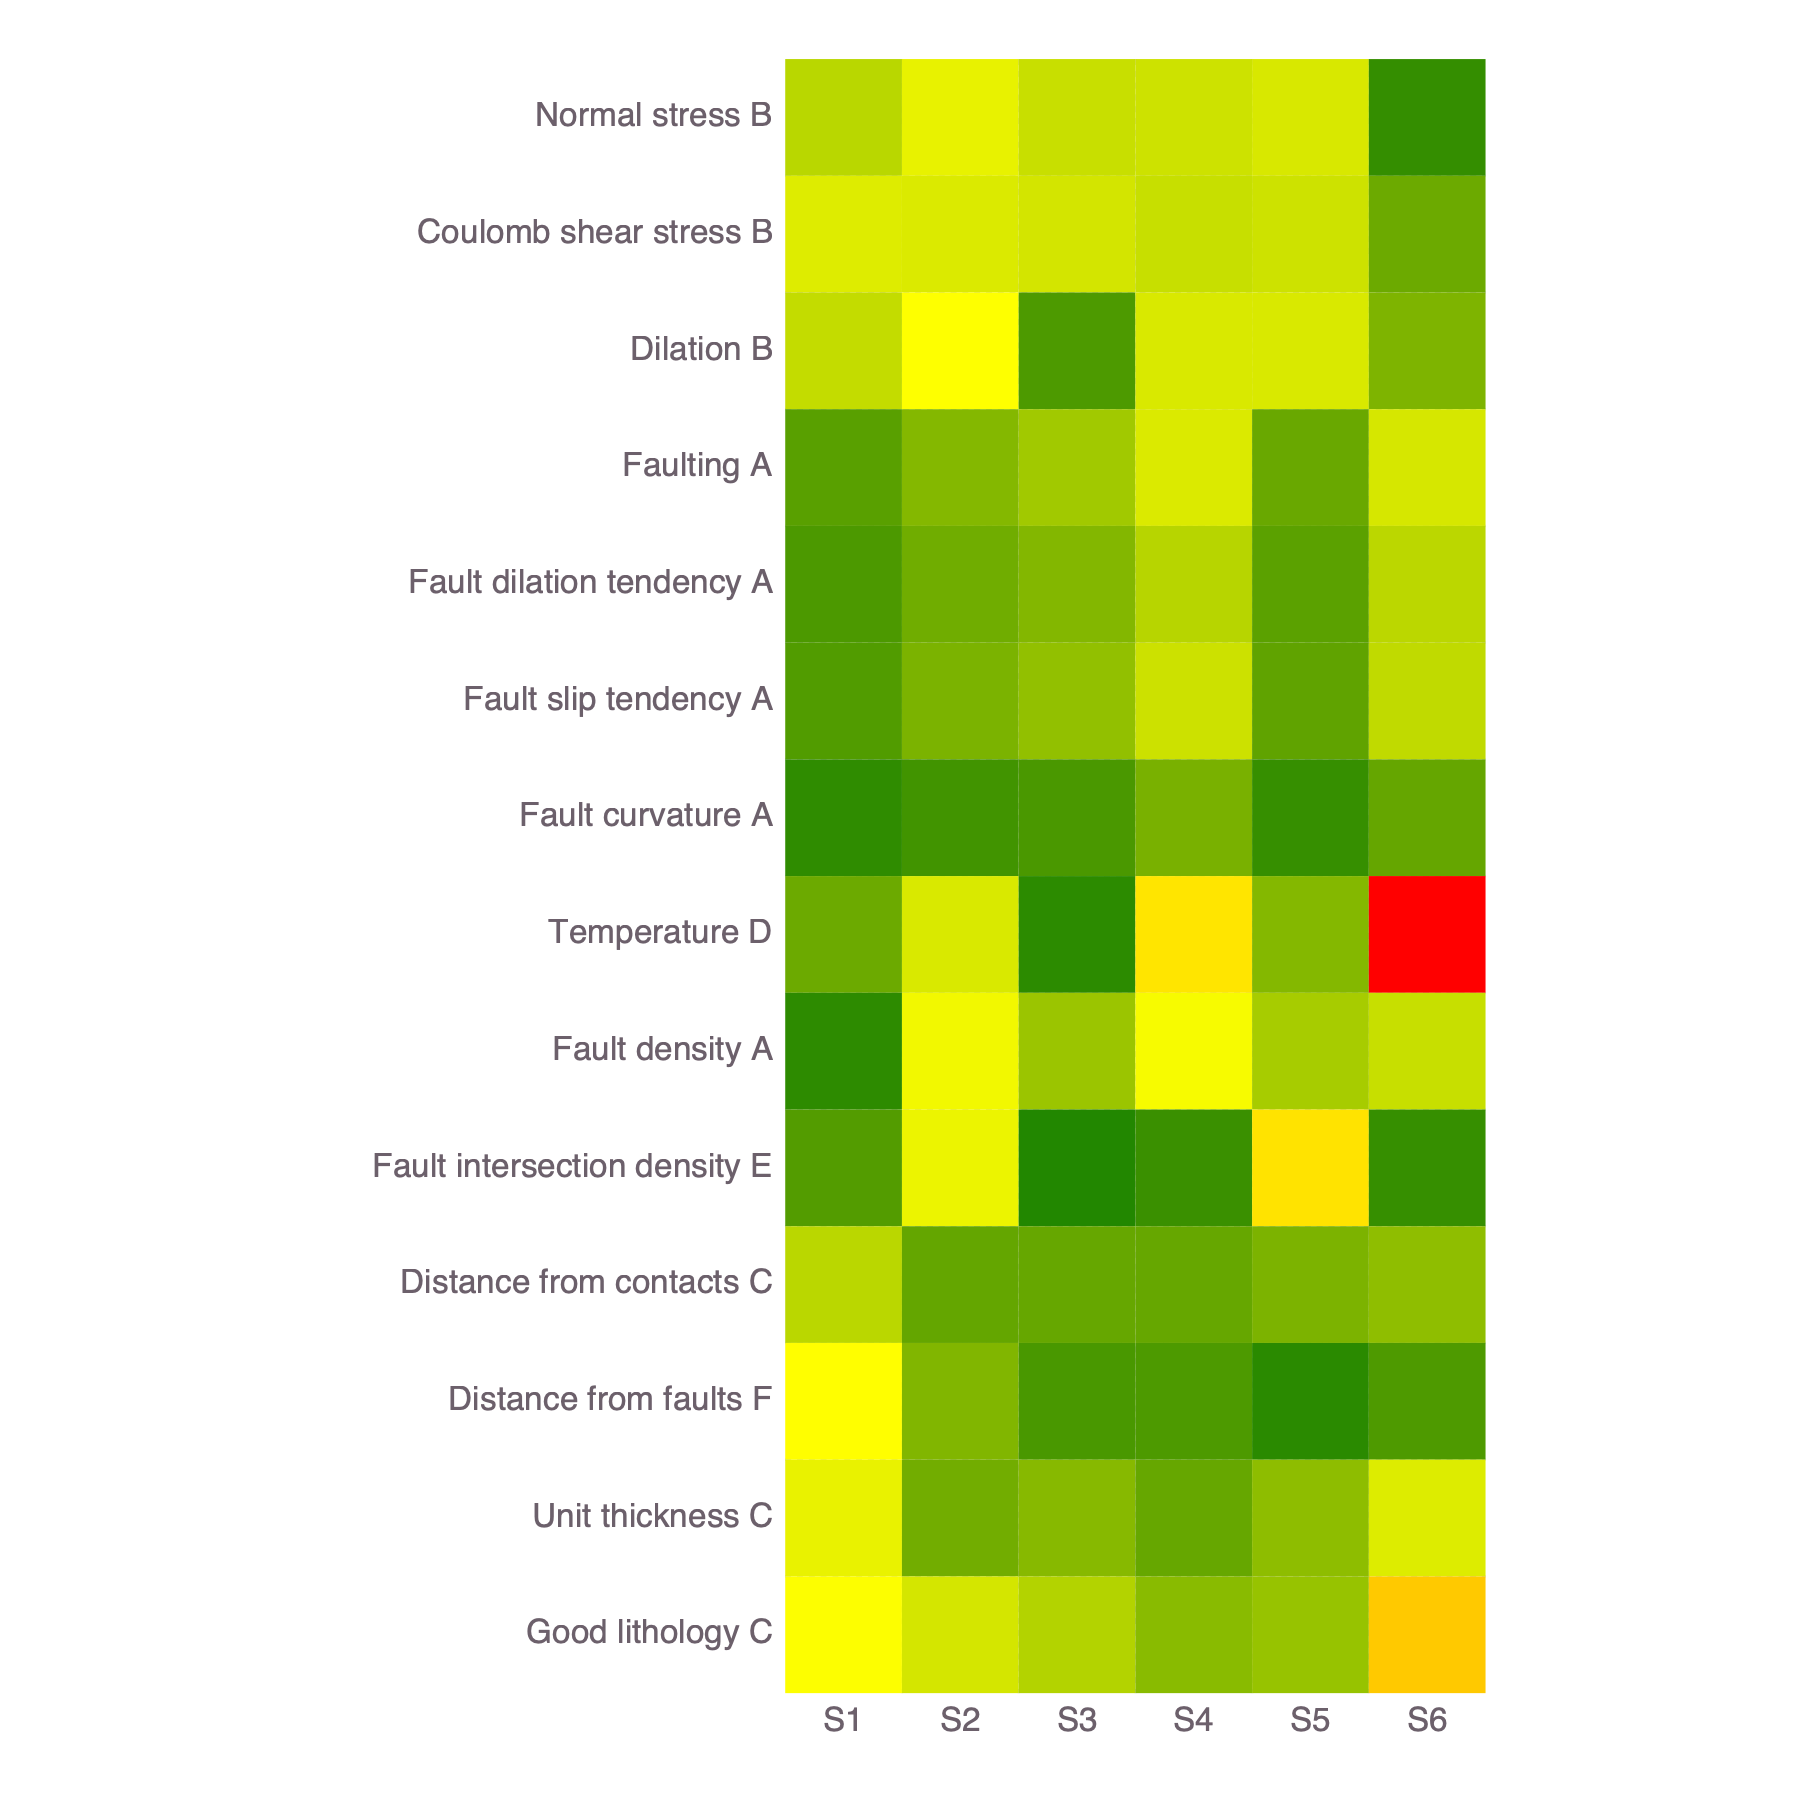 Normal stress B
Coulomb shear stress B
Dilation B
Faulting A
Fault dilation tendency A
Fault slip tendency A
Fault curvature A
Temperature D
Fault density A
Fault intersection density E
Distance from contacts C
Distance from faults F
Unit thickness C
Good lithology C
S1 S2 S3 S4 S5 S6